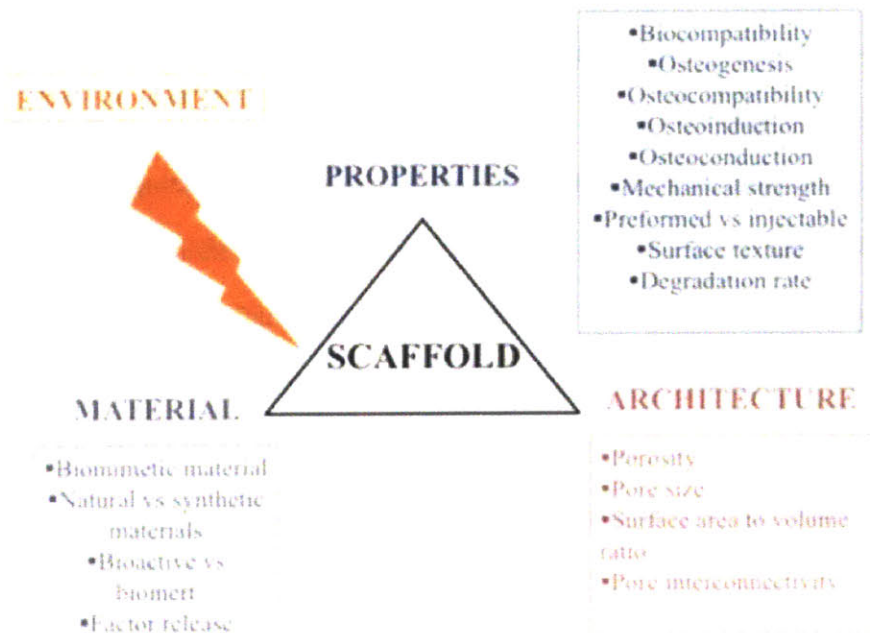 ENVIRONMENT
PROPERTIES
▪Biocompatibility
▪Osteogenesis
▪Osteocompatibility
▪Osteoinduction
▪Osteoconduction
▪Mechanical strength
▪Preformed vs injectable
▪Surface texture
▪Degradation rate
SCAFFOLD
MATERIAL
▪Biomimetic material
▪Natural vs synthetic
materials
▪Bioactive vs
bioinert
▪Factor release
ARCHITECTURE
▪Porosity
▪Pore size
▪Surface area to volume
ratio
▪Pore interconnectivity